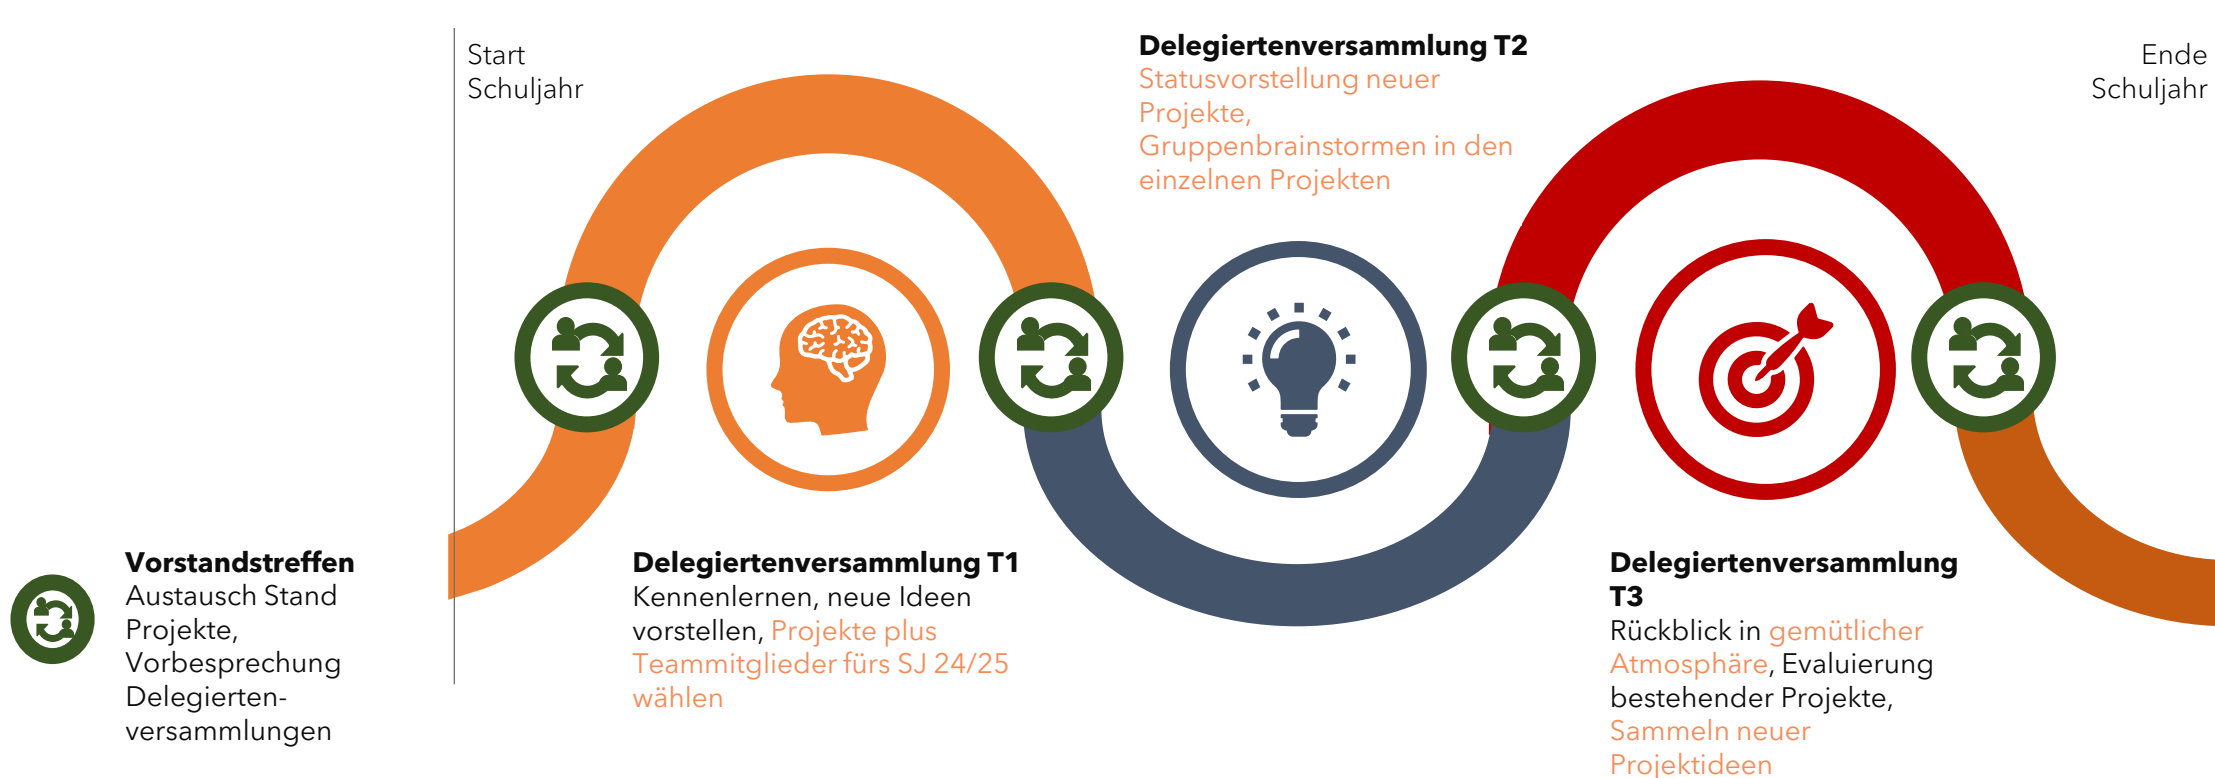 Start
Schuljahr
Delegiertenversammlung T2
Statusvorstellung neuer
Projekte,
Gruppenbrainstormen in den
einzelnen Projekten
Ende
Schuljahr
Vorstandstreffen
Austausch Stand
Projekte,
Vorbesprechung
Delegierten-
versammlungen
Delegiertenversammlung T1
Kennenlernen, neue Ideen
vorstellen, Projekte plus
Teammitglieder fürs SJ 24/25
wählen
Delegiertenversammlung
T3
Rückblick in gemütlicher
Atmosphäre, Evaluierung
bestehender Projekte,
Sammeln neuer
Projektideen